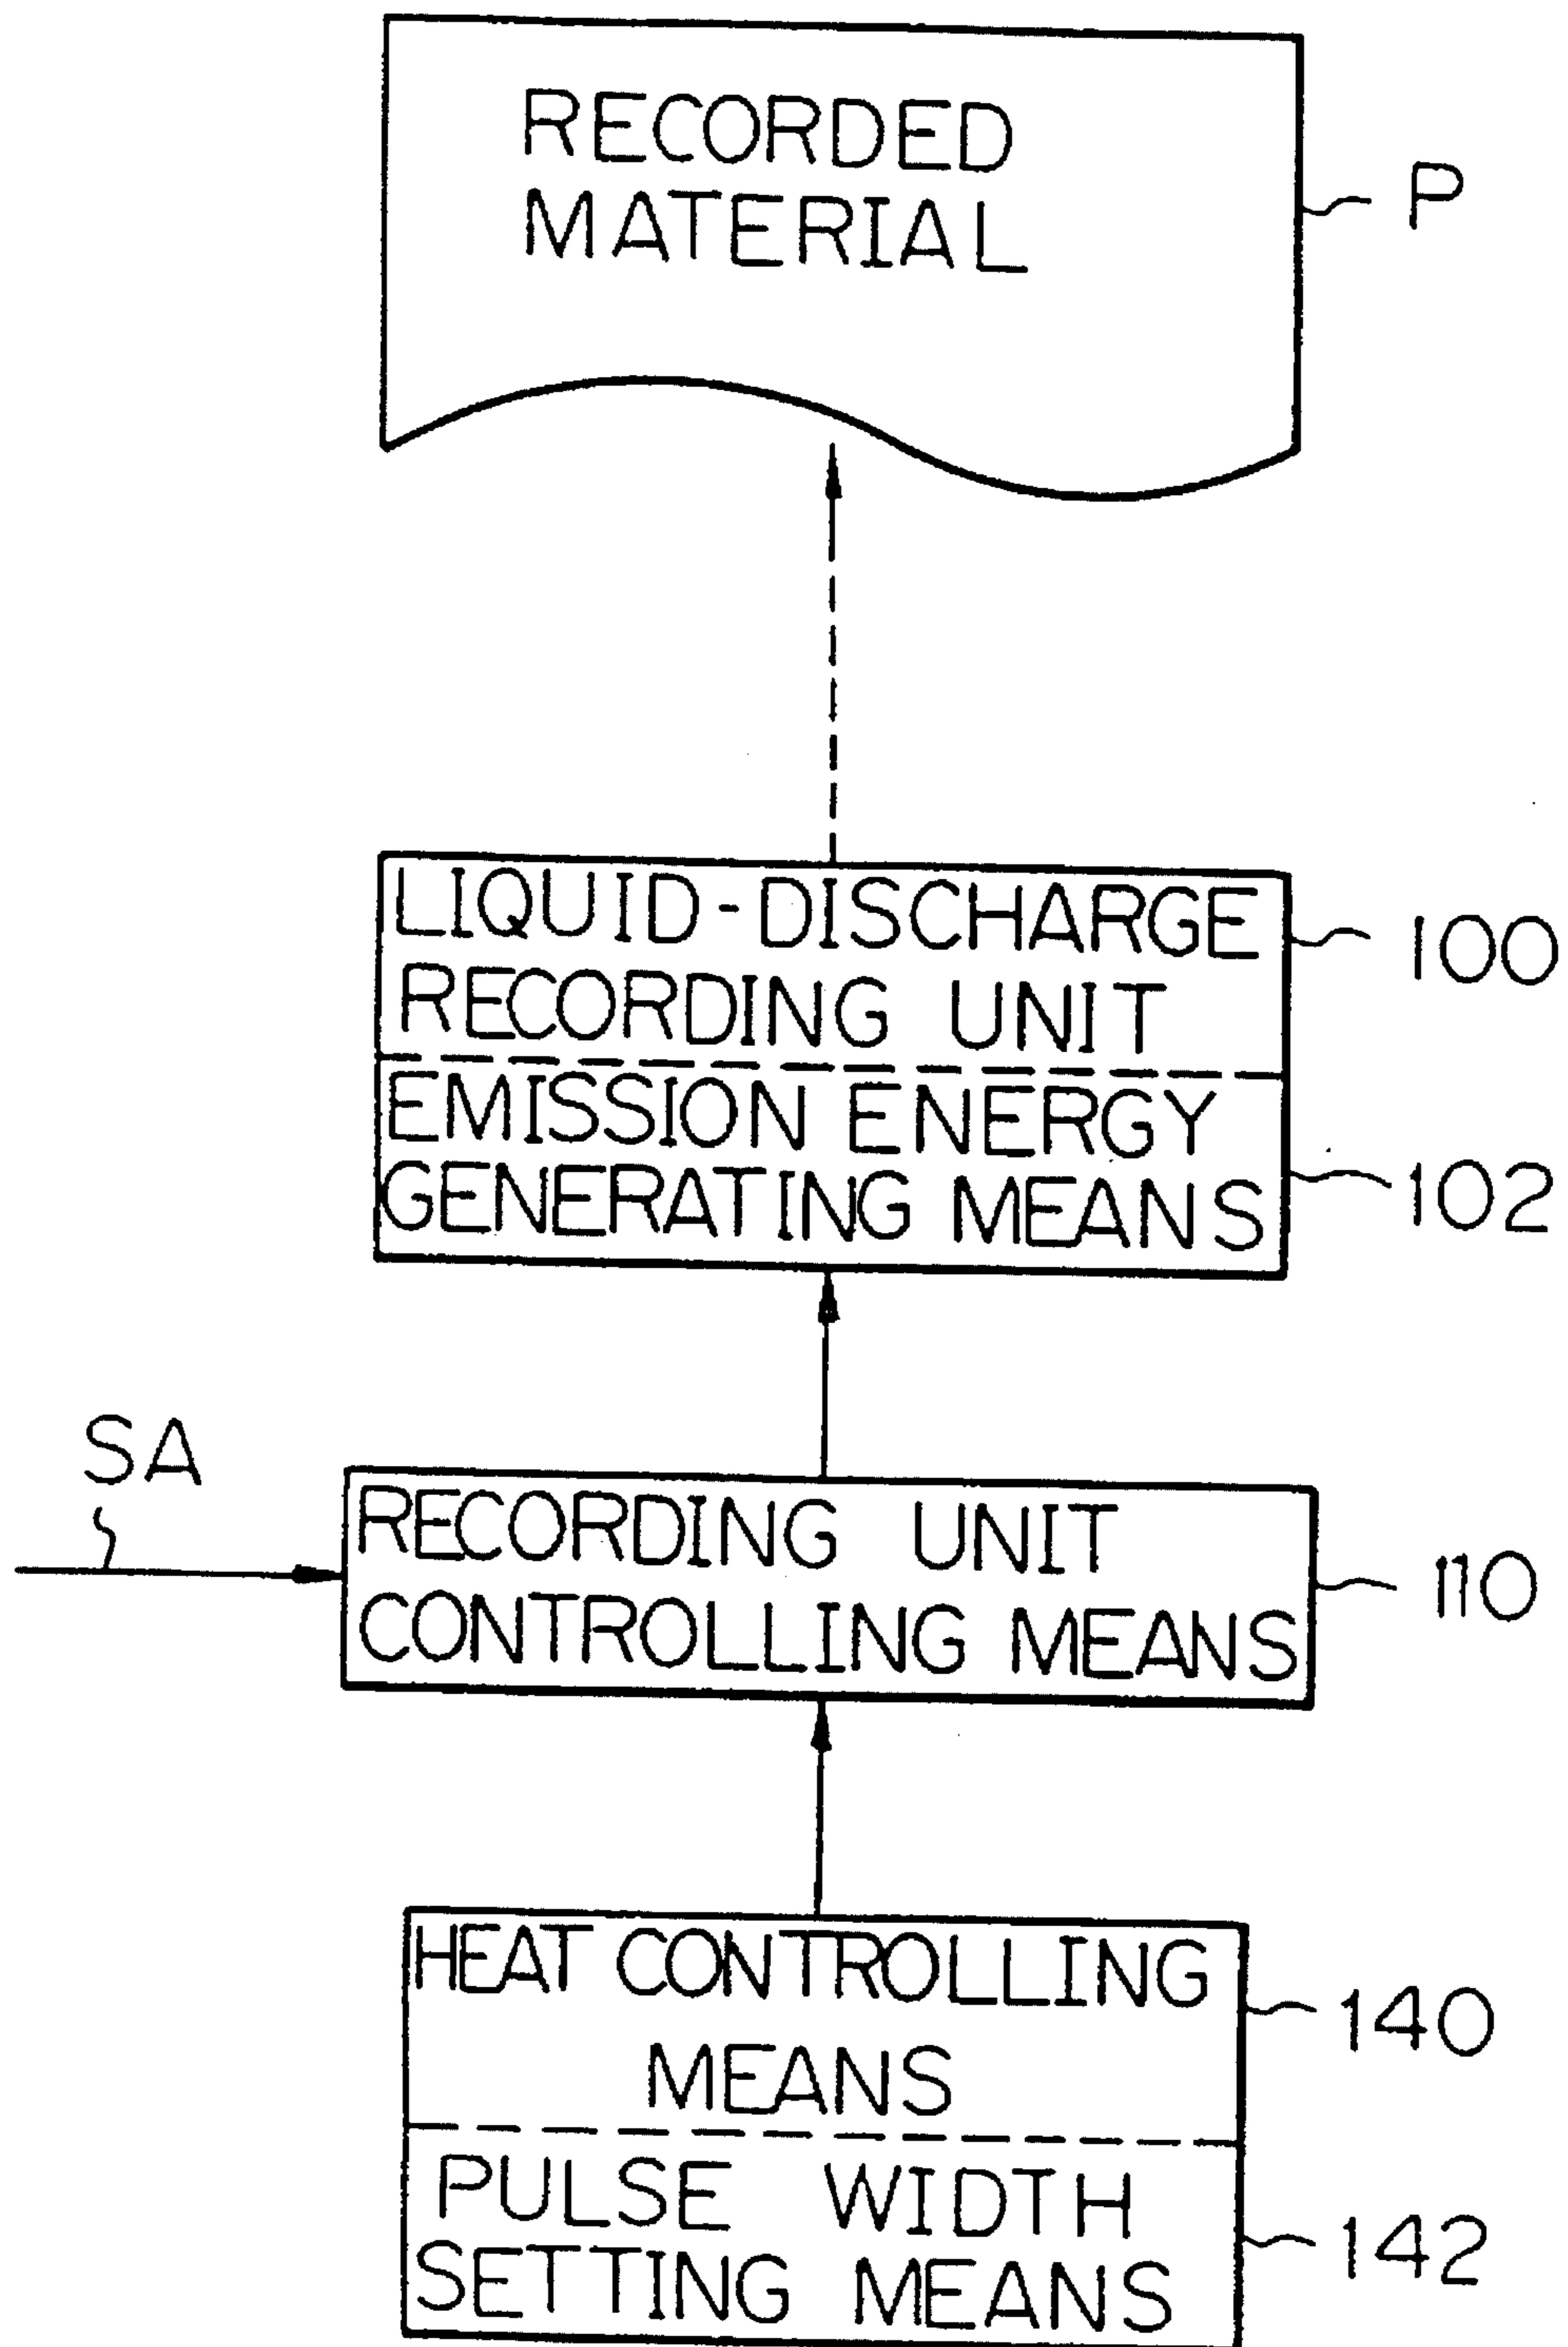 RECORDED
MATERIAL
P
LIQUID-DISCHARGE
RECORDING UNIT
100
EMISSION ENERGY
GENERATING MEANS
102
SA
RECORDING UNIT
CONTROLLING MEANS
110
HEAT CONTROLLING
MEANS
140
PULSE WIDTH
SETTING MEANS
142